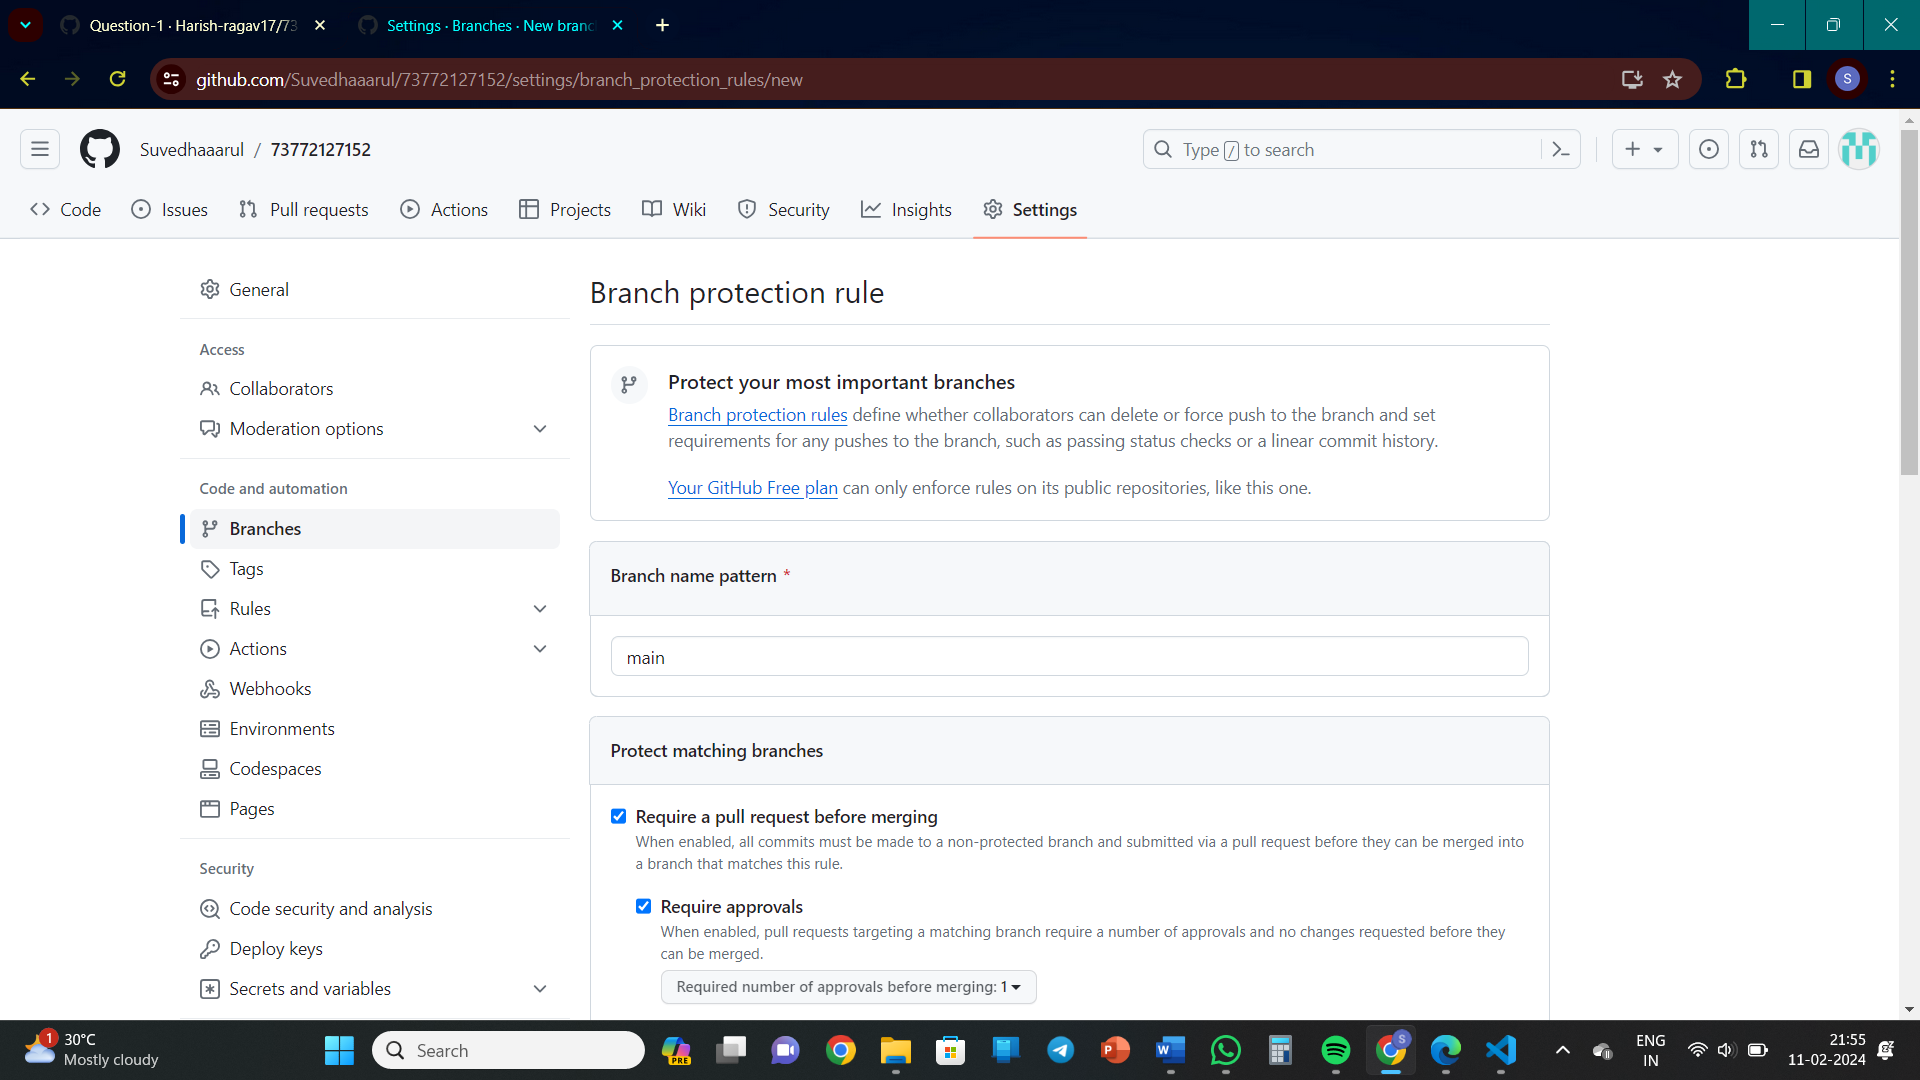 Question-1 · Harish-ragav17/73
Settings · Branches · New branc
github.com/Suvedhaaarul/73772127152/settings/branch_protection_rules/new
S
Suvedhaaarul / 73772127152
Type / to search
Code
Issues
Pull requests
Actions
Projects
Wiki
Security
Insights
Settings
General
Access
Collaborators
Moderation options
Code and automation
Branches
Tags
Rules
Actions
Webhooks
Environments
Codespaces
Pages
Security
Code security and analysis
Deploy keys
Secrets and variables
Branch protection rule
Protect your most important branches
Branch protection rules define whether collaborators can delete or force push to the branch and set
requirements for any pushes to the branch, such as passing status checks or a linear commit history.
Your GitHub Free plan can only enforce rules on its public repositories, like this one.
Branch name pattern *
main
Protect matching branches
Require a pull request before merging
When enabled, all commits must be made to a non-protected branch and submitted via a pull request before they can be merged into
a branch that matches this rule.
Require approvals
When enabled, pull requests targeting a matching branch require a number of approvals and no changes requested before they
can be merged.
Required number of approvals before merging: 1
1
30°C
Mostly cloudy
Search
PRE
S
ENG
IN
21:55
11-02-2024